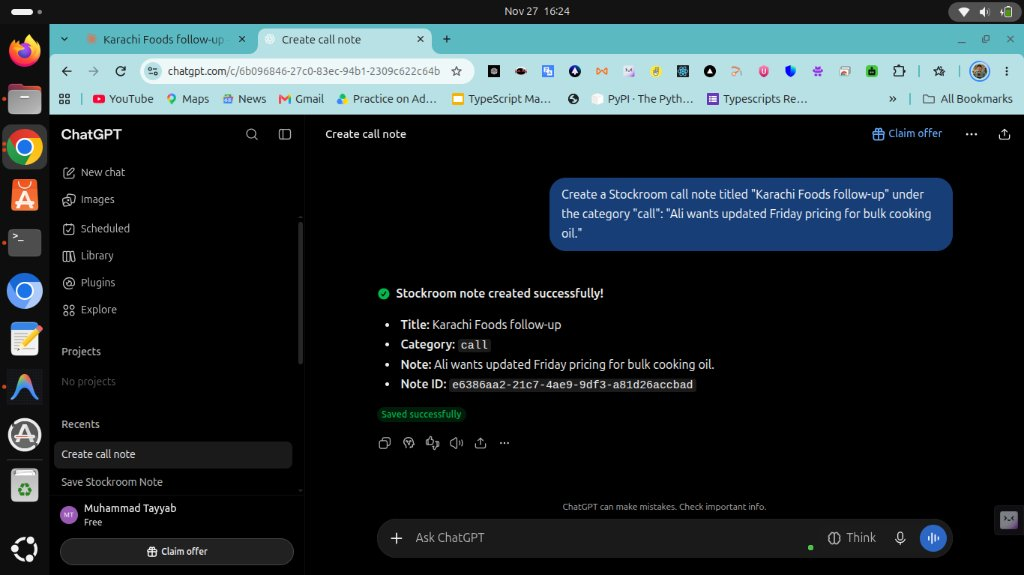 Nov 27 16:24
Karachi Foods follow-up
Create call note
chatgpt.com/c/6b096846-27c0-83ec-94b1-2309c622c64b
YouTube
Maps
News
Gmail
Practice on Ad...
TypeScript Ma...
PyPI · The Pyth...
Typescripts Re...
»
All Bookmarks
ChatGPT
New chat
Images
Scheduled
Library
Plugins
Explore
Projects
No projects
Recents
Create call note
Save Stockroom Note
MT
Muhammad Tayyab
Free
Claim offer
Create call note
Claim offer
Create a Stockroom call note titled "Karachi Foods follow-up" under
the category "call": "Ali wants updated Friday pricing for bulk cooking
oil."
Stockroom note created successfully!
• Title: Karachi Foods follow-up
• Category: call
• Note: Ali wants updated Friday pricing for bulk cooking oil.
• Note ID: e6386aa2-21c7-4ae9-9df3-a81d26accbad
Saved successfully
ChatGPT can make mistakes. Check important info.
Ask ChatGPT
Think